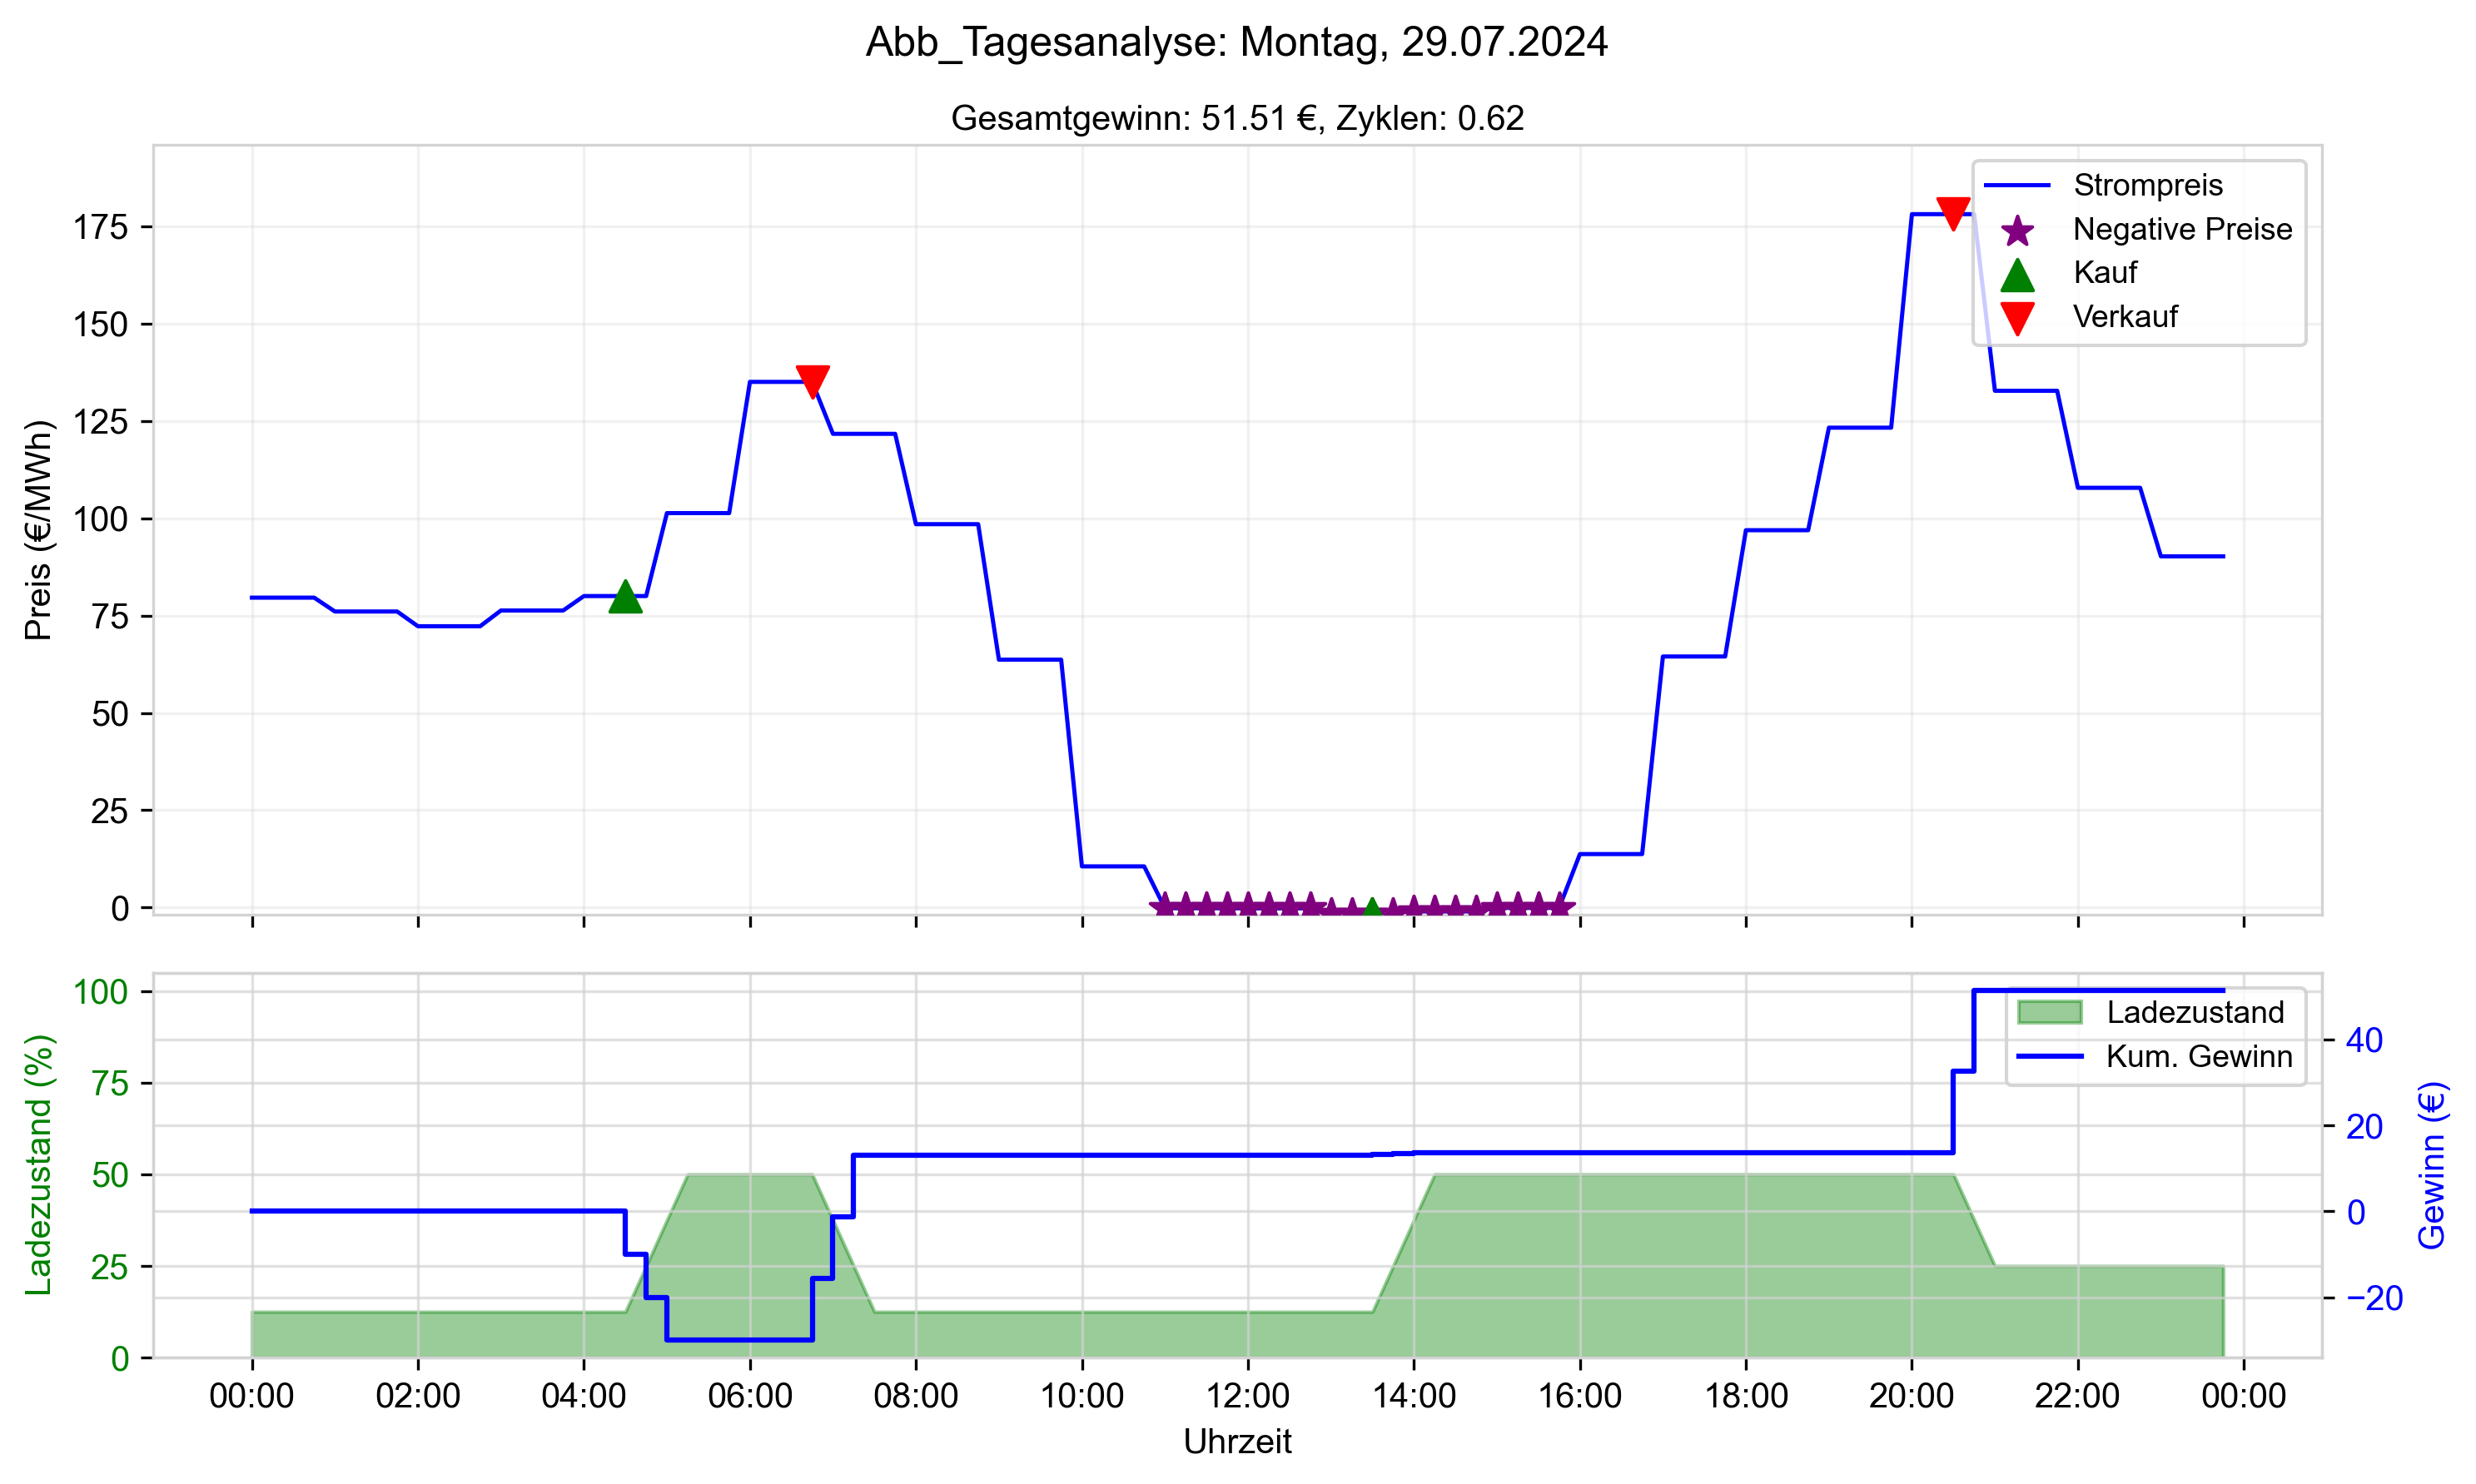 Abb_Tagesanalyse: Montag, 29.07.2024
Gesamtgewinn: 51.51 €, Zyklen: 0.62
Preis (€/MWh)
175
150
125
100
75
50
25
0
Strompreis
Negative Preise
Kauf
Verkauf
Ladezustand (%)
100
75
50
25
0
Ladezustand
Kum. Gewinn
40
20
0
−20
Gewinn (€)
00:00 02:00 04:00 06:00 08:00 10:00 12:00 14:00 16:00 18:00 20:00 22:00 00:00
Uhrzeit